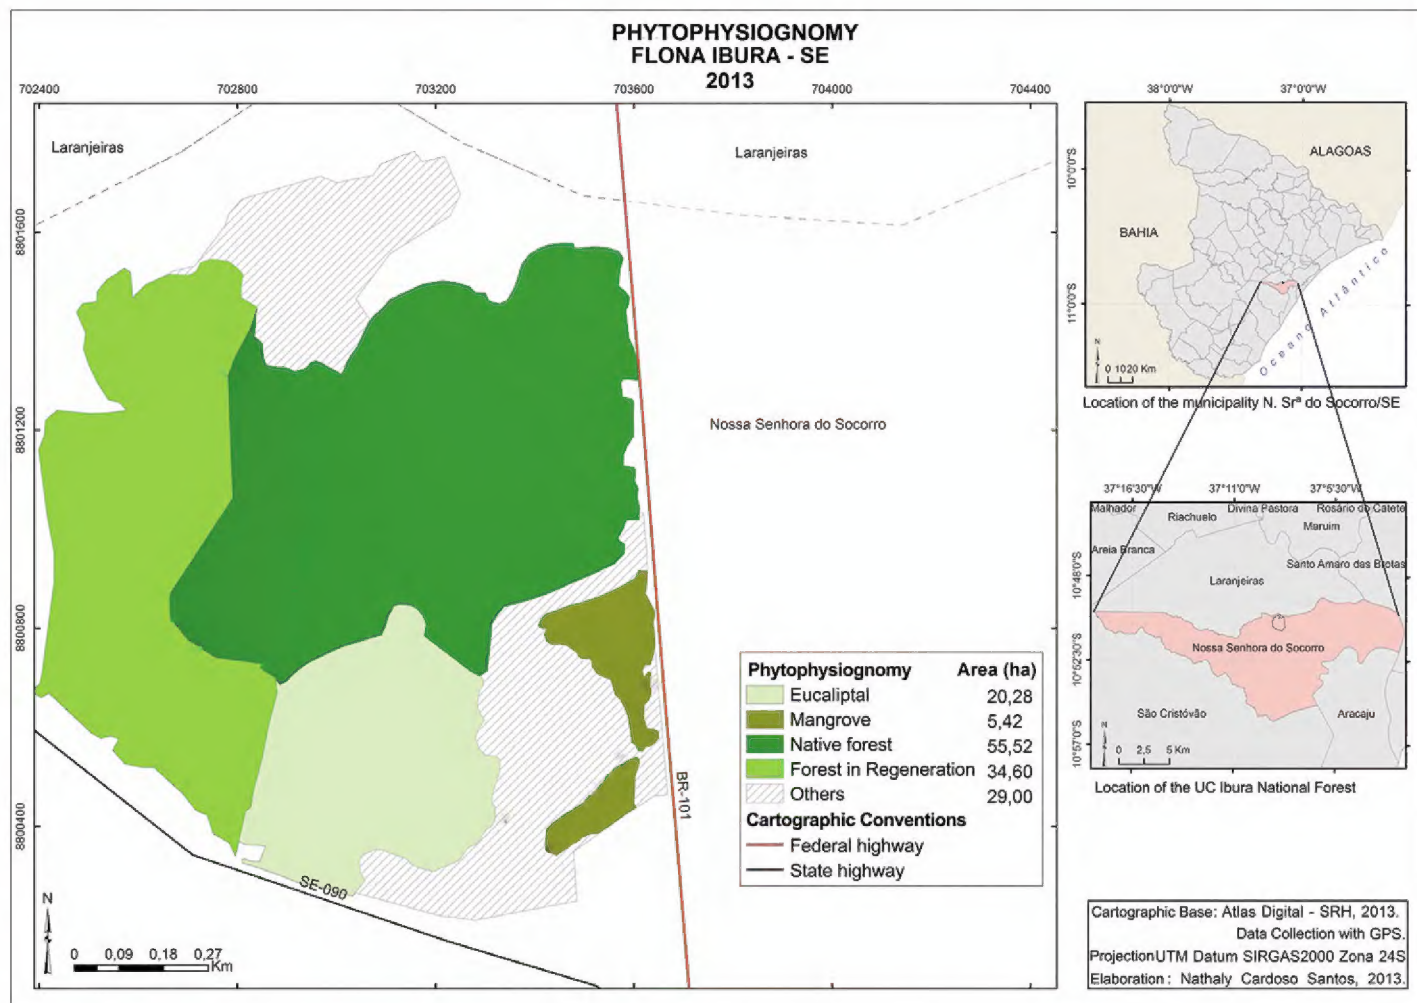 PHYTOPHYSIOGNOMY
FLONA IBURA - SE
2013
702400
702800
703200
703600
704000
704400
8801600
8801200
8800800
8800400
Laranjeiras
Laranjeiras
Nossa Senhora do Socorro
BR-101
SE-090
N
0 0,09 0,18 0,27
Km
Phytophysiognomy Area (ha)
Eucaliptal 20,28
Mangrove 5,42
Native forest 55,52
Forest in Regeneration 34,60
Others 29,00
Cartographic Conventions
Federal highway
State highway
38°0'0"W 37°0'0"W
10°0'0"S
11°0'0"S
ALAGOAS
BAHIA
Oceano Atlântico
N
0 1020 Km
Location of the municipality N. Srª do Socorro/SE
37°16'30"W 37°11'0"W 37°5'30"W
10°48'0"S
10°52'30"S
10°57'0"S
Malhador
Riachuelo
Divina Pastora
Rosário do Catete
Maruim
Areia Branca
Santo Amaro das Brotas
Laranjeiras
Nossa Senhora do Socorro
São Cristóvão
Aracaju
N
0 2,5 5 Km
Location of the UC Ibura National Forest
Cartographic Base: Atlas Digital - SRH, 2013.
Data Collection with GPS.
ProjectionUTM Datum SIRGAS2000 Zona 24S
Elaboration: Nathaly Cardoso Santos, 2013.